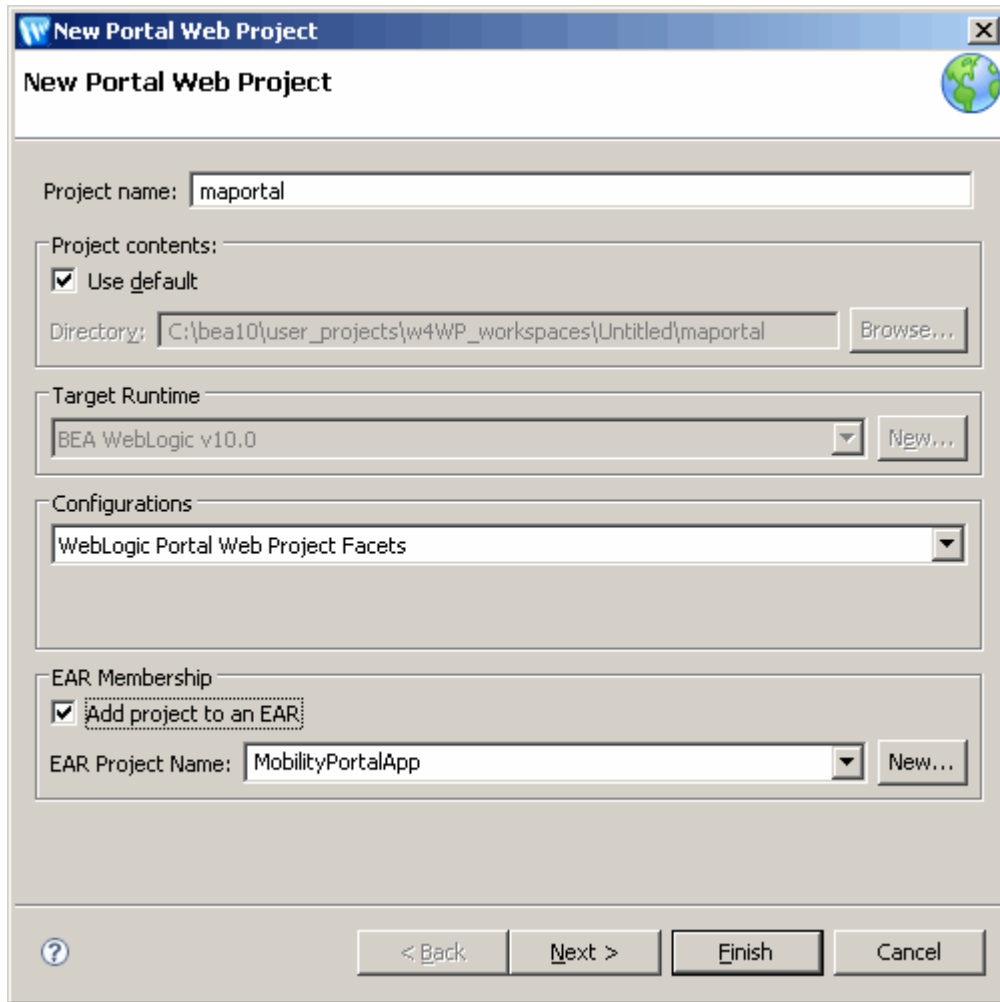 New Portal Web Project
New Portal Web Project
Project name: maportal
Project contents:
Use default
Directory: C:\bea10\user_projects\w4WP_workspaces\Untitled\maportal Browse...
Target Runtime
BEA WebLogic v10.0 New...
Configurations
WebLogic Portal Web Project Facets
EAR Membership
Add project to an EAR
EAR Project Name: MobilityPortalApp New...
? < Back Next > Finish Cancel